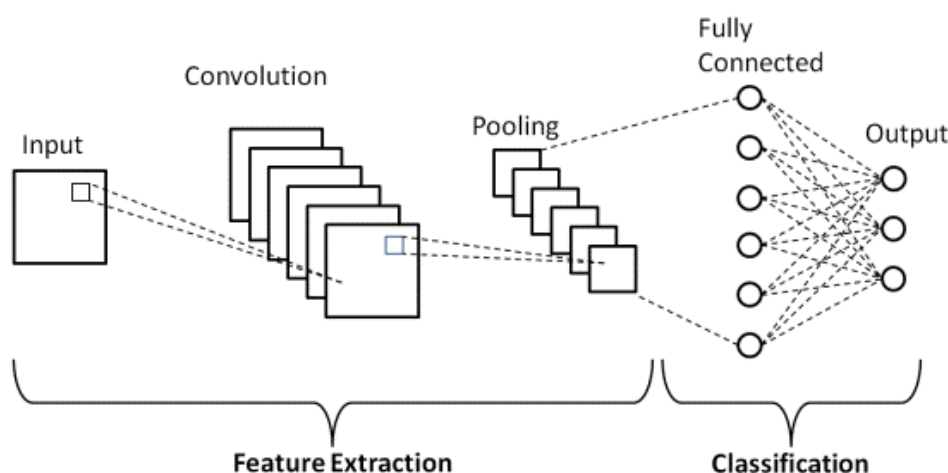 Input
Convolution
Pooling
Fully
Connected
Output
Feature Extraction
Classification